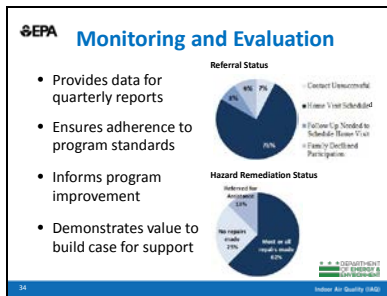 EPA
Monitoring and Evaluation
• Provides data for
quarterly reports
• Ensures adherence to
program standards
• Informs program
improvement
• Demonstrates value to
build case for support
Referral Status
6%
7%
Contact Unsuccessful
Home Visit Scheduled
Follow Up Needed to
Schedule Home Visit
Family Declined
Participation
Hazard Remediation Status
Referred for
Assistance
13%
No repairs
made
Most or all
repairs made
62%
DEPARTMENT
OF ENERGY &
ENVIRONMENT
34
Indoor Air Quality (IAQ)